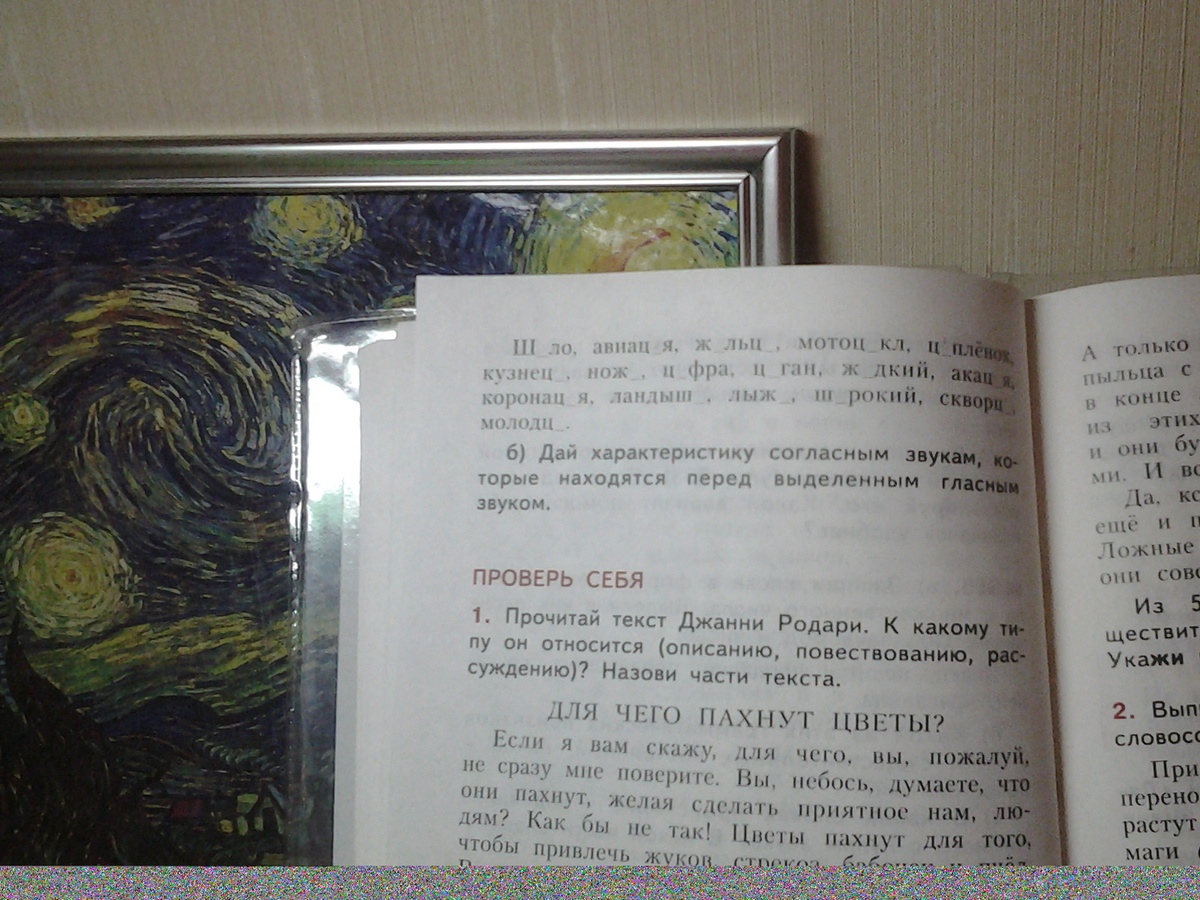 Ш_ло, авиац_я, ж_льц_, мотоц_кл, ц_плёнок,
кузнец_, нож_, ц_фра, ц_ган, ж_дкий, акац_я,
коронац_я, ландыш_, лыж_, ш_рокий, скворц_,
молодц_.
б) Дай характеристику согласным звукам, ко-
торые находятся перед выделенным гласным
звуком.
ПРОВЕРЬ СЕБЯ
1. Прочитай текст Джанни Родари. К какому ти-
пу он относится (описанию, повествованию, рас-
суждению)? Назови части текста.
ДЛЯ ЧЕГО ПАХНУТ ЦВЕТЫ?
Если я вам скажу, для чего, вы, пожалуй,
не сразу мне поверите. Вы, небось, думаете, что
они пахнут, желая сделать приятное нам, лю-
дям? Как бы не так! Цветы пахнут для того,
чтобы привлечь жуков, стрекоз, бабочек и
А только
пыльца с
в конце
из этих
и они бу
ми. И вс
Да, ко
ещё и п
Ложные
они совс
Из 5
ществит
Укажи
2. Вып
словосо
При
перено
растут
маги